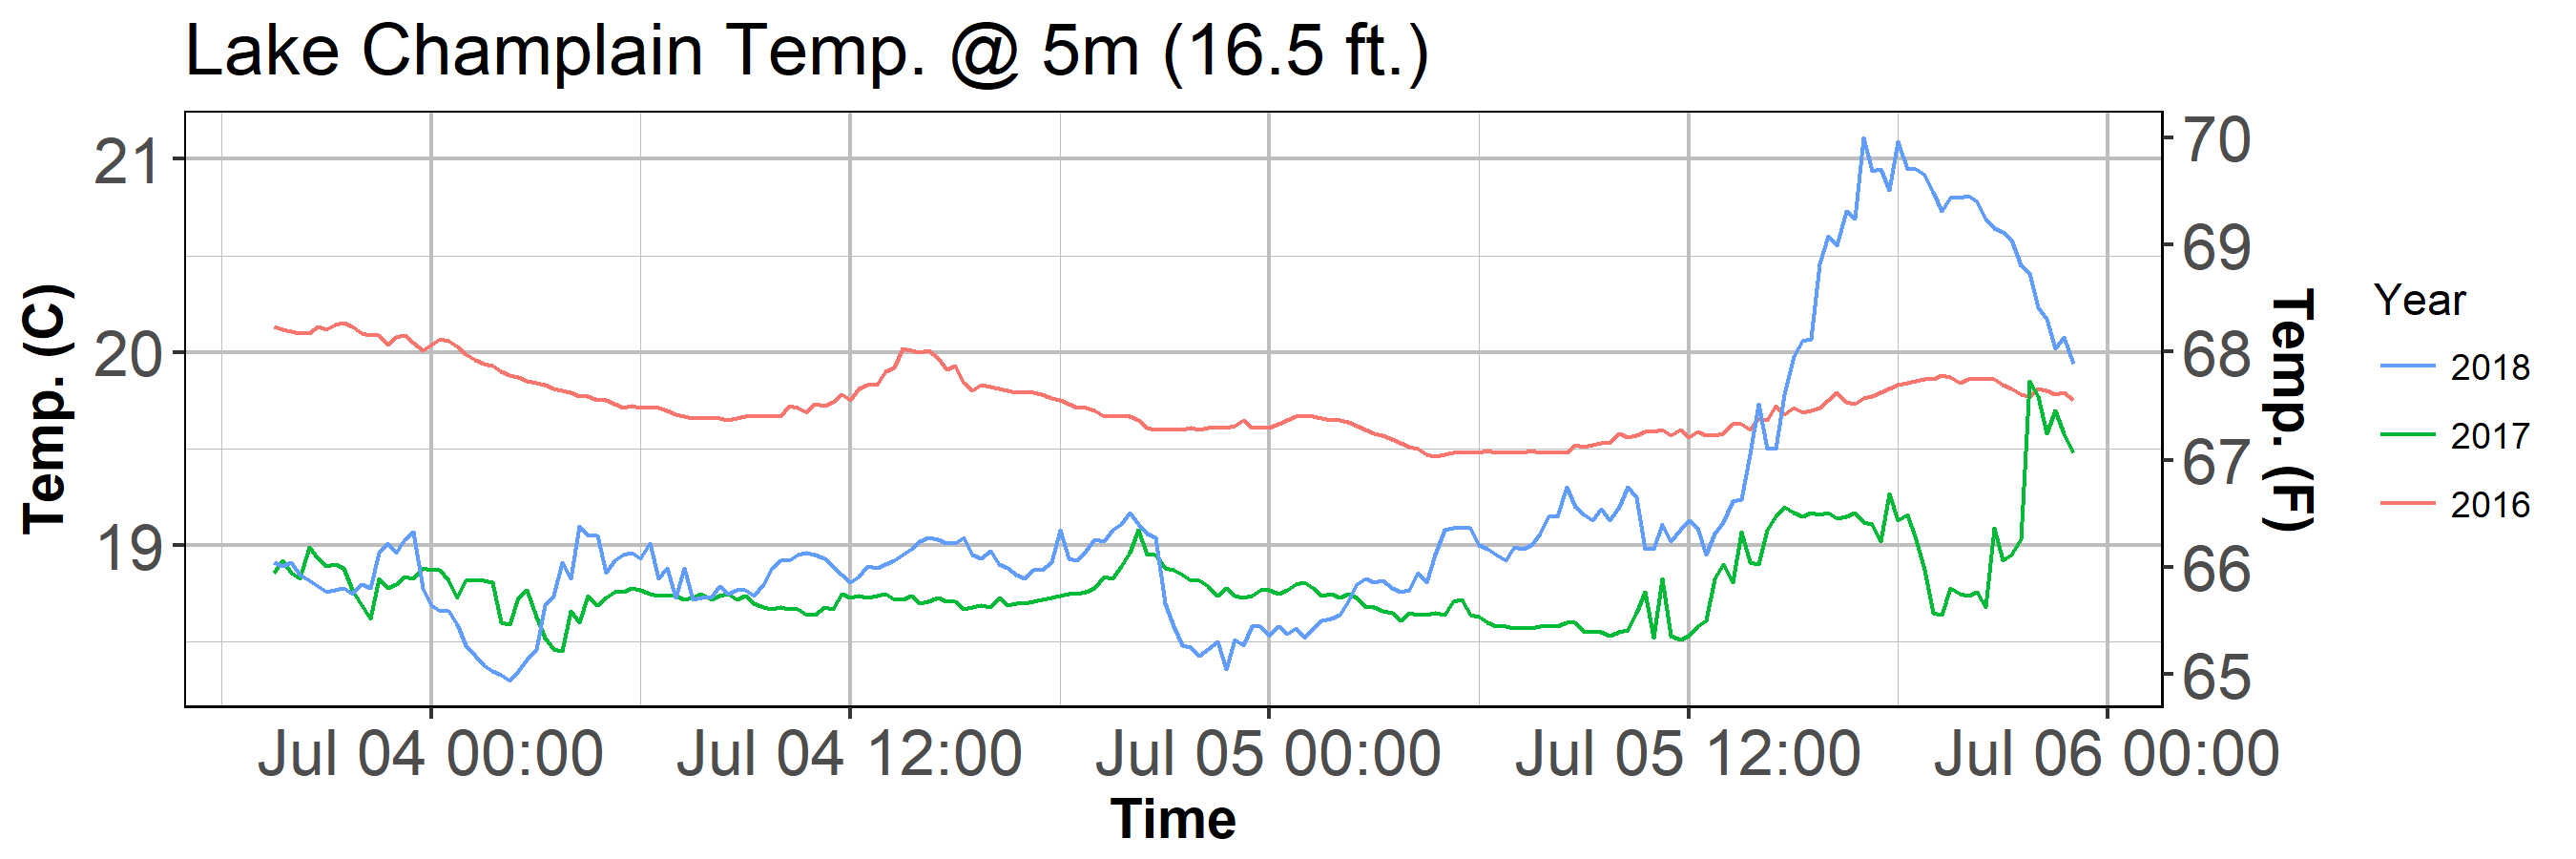 Lake Champlain Temp. @ 5m (16.5 ft.)
Temp. (C)
21
20
19
70
69
68
67
66
65
Temp. (F)
Year
2018
2017
2016
Jul 04 00:00
Jul 04 12:00
Jul 05 00:00
Jul 05 12:00
Jul 06 00:00
Time